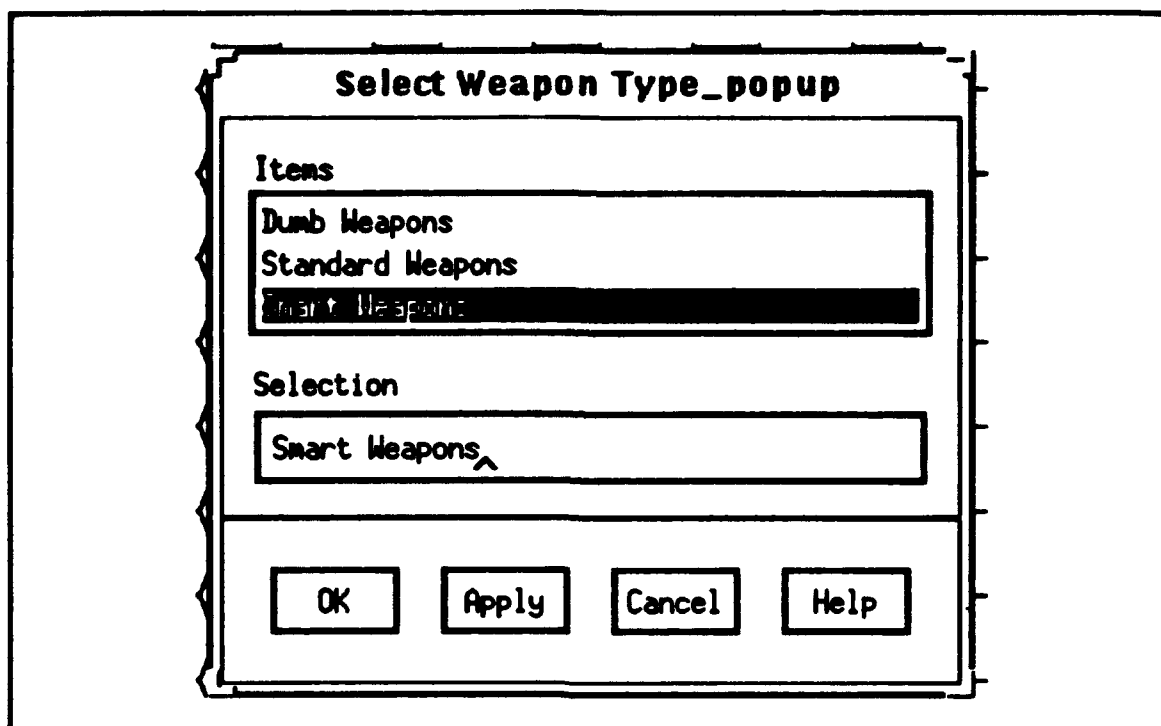 Select Weapon Type_popup
Items
Dumb Weapons
Standard Weapons
Smart Weapons
Selection
Smart Weapons
OK Apply Cancel Help